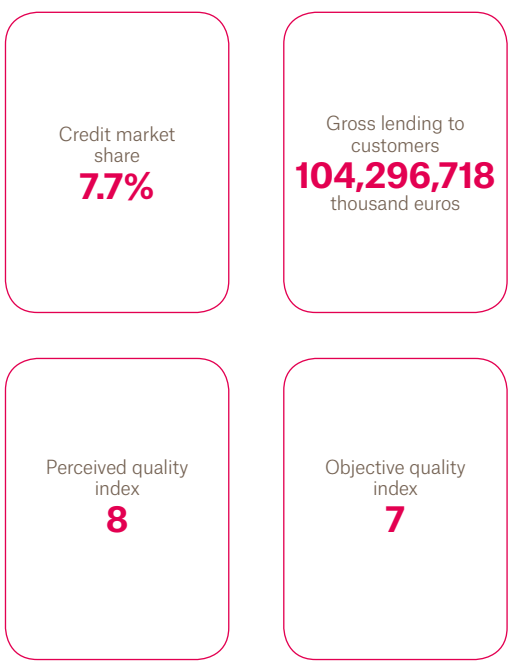 Credit market
share
7.7%
Gross lending to
customers
104,296,718
thousand euros
Perceived quality
index
8
Objective quality
index
7